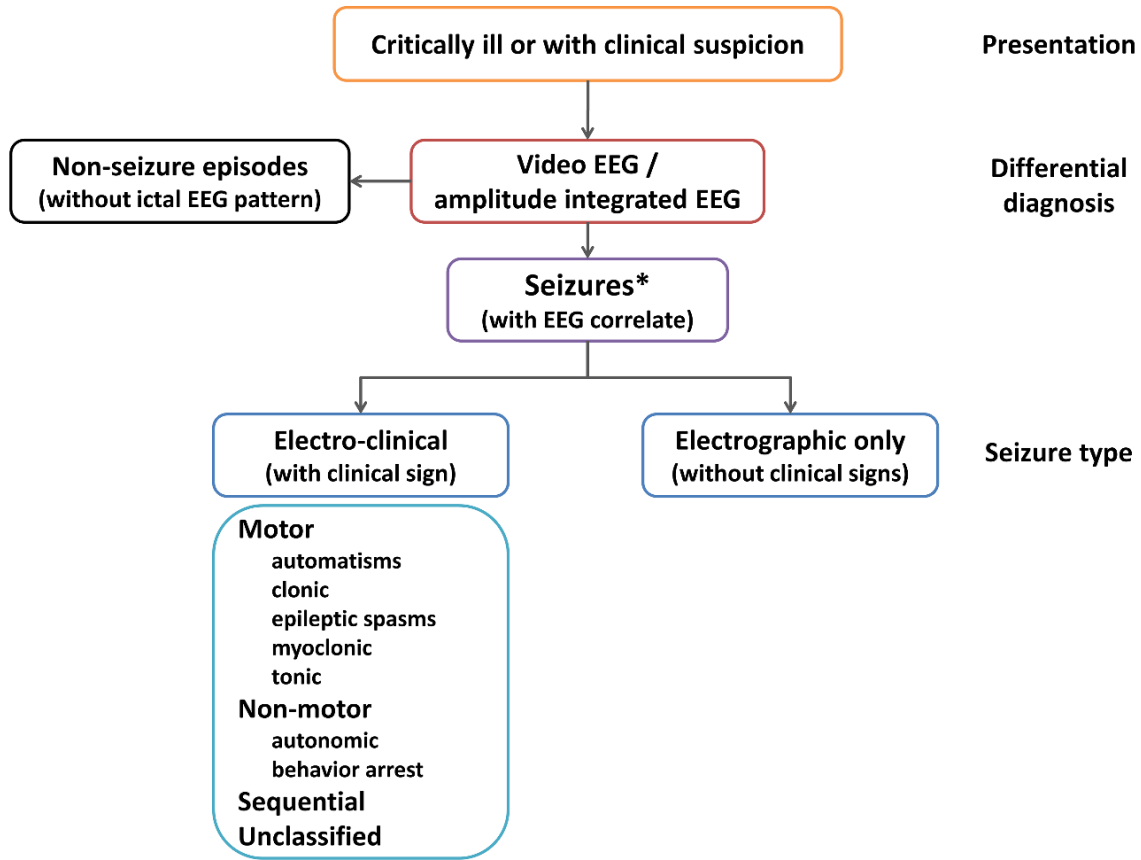 Critically ill or with clinical suspicion
Presentation
Non-seizure episodes
(without ictal EEG pattern)
Video EEG /
amplitude integrated EEG
Differential
diagnosis
Seizures*
(with EEG correlate)
Electro-clinical
(with clinical sign)
Electrographic only
(without clinical signs)
Seizure type
Motor
automatisms
clonic
epileptic spasms
myoclonic
tonic
Non-motor
autonomic
behavior arrest
Sequential
Unclassified